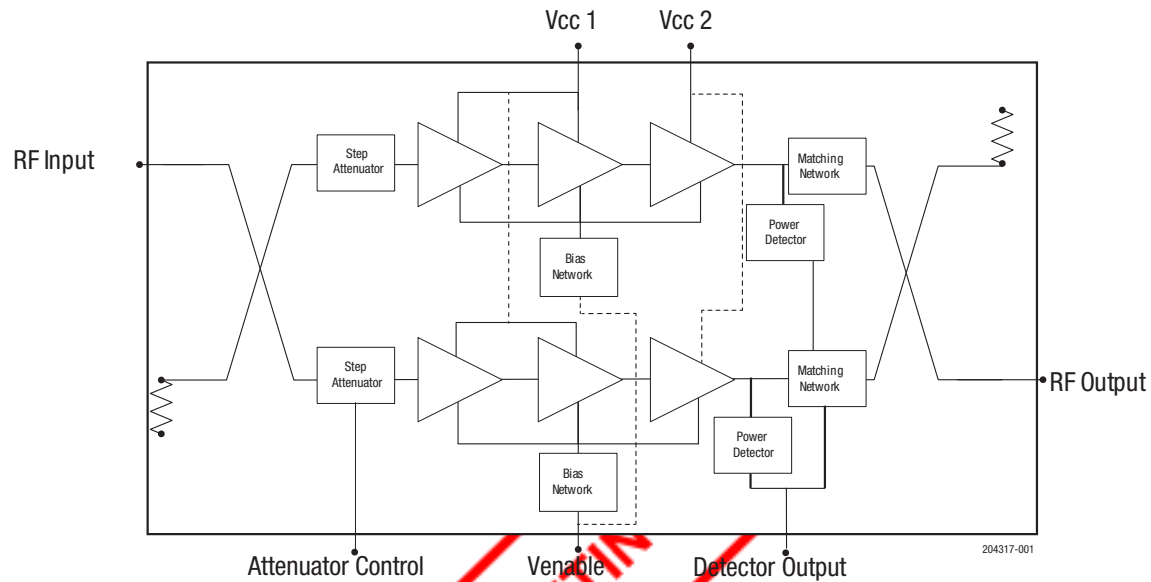 Vcc 1
Vcc 2
RF Input
Step
Attenuator
Matching
Network
Power
Detector
Bias
Network
Step
Attenuator
Matching
Network
RF Output
Power
Detector
Bias
Network
204317-001
Attenuator Control
Venable
Detector Output